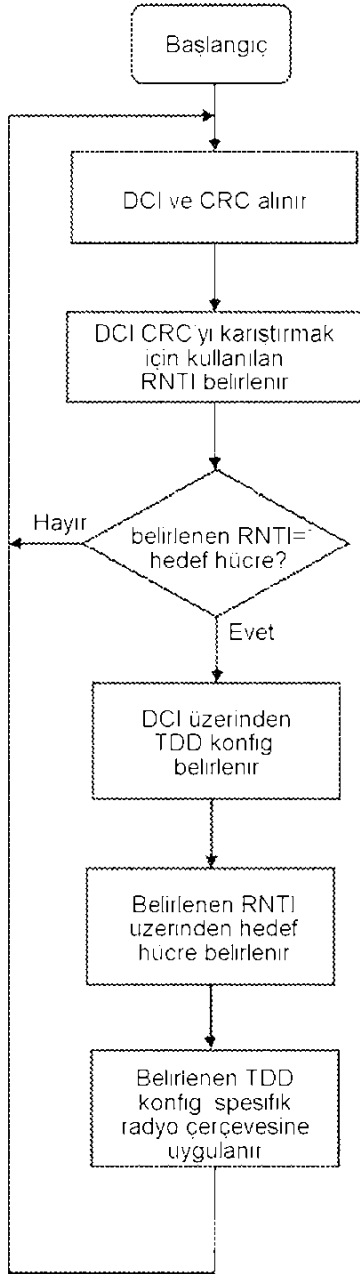 Başlangıç
DCI ve CRC alınır
DCI CRC'yı karıştırmak
için kullanılan
RNTI belirlenir
Hayır
belirlenen RNTI=
hedef hücre?
Evet
DCI üzerinden
TDD konfig
belirlenir
Belirlenen RNTI
üzerinden hedef
hücre belirlenir
Belirlenen TDD
konfig spesifik
radyo çerçevesine
uygulanır